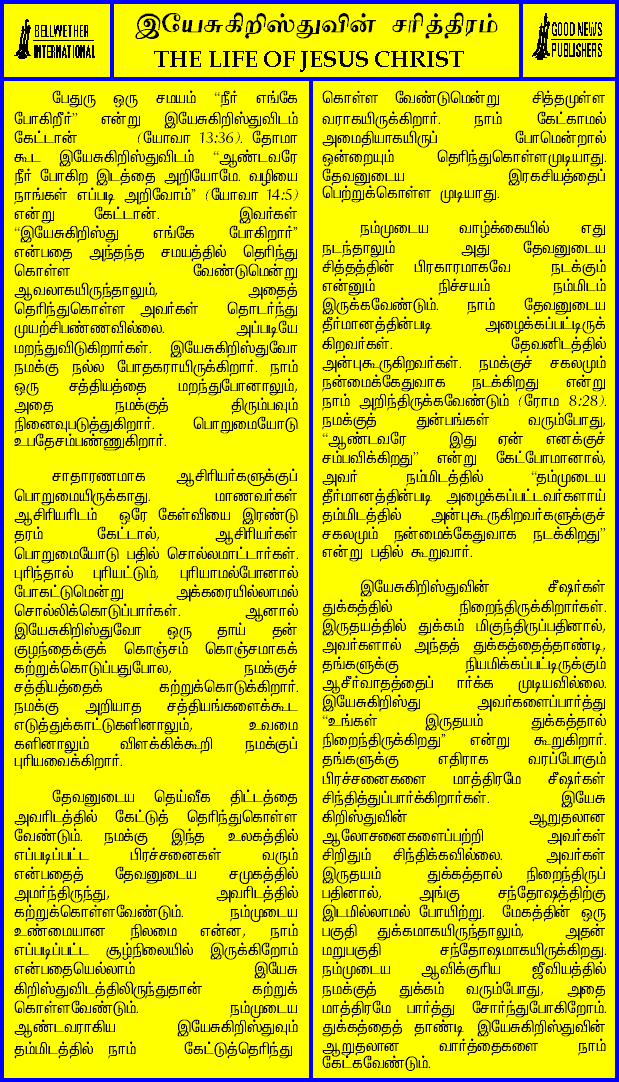 BELLWETHER
INTERNATIONAL
இயேசுகிறிஸ்துவின் சரித்திரம்
THE LIFE OF JESUS CHRIST
GOOD NEWS
PUBLISHERS
பேதுரு ஒரு சமயம் “நீர் எங்கே
போகிறீர்” என்று இயேசுகிறிஸ்துவிடம்
கேட்டான் (யோவா 13:36). தோமா
கூட இயேசுகிறிஸ்துவிடம் “ஆண்டவரே
நீர் போகிற இடத்தை அறியோமே. வழியை
நாங்கள் எப்படி அறிவோம்” (யோவா 14:5)
என்று கேட்டான். இவர்கள்
“இயேசுகிறிஸ்து எங்கே போகிறார்”
என்பதை அந்தந்த சமயத்தில் தெரிந்து
கொள்ள வேண்டுமென்று
ஆவலாகயிருந்தாலும், அதைத்
தெரிந்துகொள்ள அவர்கள் தொடர்ந்து
முயற்சிபண்ணவில்லை. அப்படியே
மறந்துவிடுகிறார்கள். இயேசுகிறிஸ்துவோ
நமக்கு நல்ல போதகராயிருக்கிறார். நாம்
ஒரு சத்தியத்தை மறந்துபோனாலும்,
அதை நமக்குத் திரும்பவும்
நினைவுபடுத்துகிறார். பொறுமையோடு
உபதேசம்பண்ணுகிறார்.
சாதாரணமாக ஆசிரியர்களுக்குப்
பொறுமையிருக்காது. மாணவர்கள்
ஆசிரியரிடம் ஒரே கேள்வியை இரண்டு
தரம் கேட்டால், ஆசிரியர்கள்
பொறுமையோடு பதில் சொல்லமாட்டார்கள்.
புரிந்தால் புரியட்டும், புரியாமல்போனால்
போகட்டுமென்று அக்கரையில்லாமல்
சொல்லிக்கொடுப்பார்கள். ஆனால்
இயேசுகிறிஸ்துவோ ஒரு தாய் தன்
குழந்தைக்குக் கொஞ்சம் கொஞ்சமாகக்
கற்றுக்கொடுப்பதுபோல, நமக்குச்
சத்தியத்தைக் கற்றுக்கொடுக்கிறார்.
நமக்கு அறியாத சத்தியங்களைக்கூட
எடுத்துக்காட்டுகளினாலும், உவமை
களினாலும் விளக்கிக்கூறி நமக்குப்
புரியவைக்கிறார்.
தேவனுடைய தெய்வீக திட்டத்தை
அவரிடத்தில் கேட்டுத் தெரிந்துகொள்ள
வேண்டும். நமக்கு இந்த உலகத்தில்
எப்படிப்பட்ட பிரச்சனைகள் வரும்
என்பதைத் தேவனுடைய சமுகத்தில்
அமர்ந்திருந்து, அவரிடத்தில்
கற்றுக்கொள்ளவேண்டும். நம்முடைய
உண்மையான நிலமை என்ன, நாம்
எப்படிப்பட்ட சூழ்நிலையில் இருக்கிறோம்
என்பதையெல்லாம் இயேசு
கிறிஸ்துவிடத்திலிருந்துதான் கற்றுக்
கொள்ளவேண்டும். நம்முடைய
ஆண்டவராகிய இயேசுகிறிஸ்துவும்
தம்மிடத்தில் நாம் கேட்டுத்தெரிந்து
கொள்ள வேண்டுமென்று சித்தமுள்ள
வராகயிருக்கிறார். நாம் கேட்காமல்
அமைதியாகயிருப் போமென்றால்
ஒன்றையும் தெரிந்துகொள்ளமுடியாது.
தேவனுடைய இரகசியத்தைப்
பெற்றுக்கொள்ள முடியாது.
நம்முடைய வாழ்க்கையில் எது
நடந்தாலும் அது தேவனுடைய
சித்தத்தின் பிரகாரமாகவே நடக்கும்
என்னும் நிச்சயம் நம்மிடம்
இருக்கவேண்டும். நாம் தேவனுடைய
தீர்மானத்தின்படி அழைக்கப்பட்டிருக்
கிறவர்கள். தேவனிடத்தில்
அன்புகூருகிறவர்கள். நமக்குச் சகலமும்
நன்மைக்கேதுவாக நடக்கிறது என்று
நாம் அறிந்திருக்கவேண்டும் (ரோம 8:28).
நமக்குத் துன்பங்கள் வரும்போது,
“ஆண்டவரே இது ஏன் எனக்குச்
சம்பவிக்கிறது” என்று கேட்போமானால்,
அவர் நம்மிடத்தில் “தம்முடைய
தீர்மானத்தின்படி அழைக்கப்பட்டவர்களாய்
தம்மிடத்தில் அன்புகூருகிறவர்களுக்குச்
சகலமும் நன்மைக்கேதுவாக நடக்கிறது”
என்று பதில் கூறுவார்.
இயேசுகிறிஸ்துவின் சீஷர்கள்
துக்கத்தில் நிறைந்திருக்கிறார்கள்.
இருதயத்தில் துக்கம் மிகுந்திருப்பதினால்,
அவர்களால் அந்தத் துக்கத்தைத்தாண்டி,
தங்களுக்கு நியமிக்கப்பட்டிருக்கும்
ஆசீர்வாதத்தைப் ஈர்க்க முடியவில்லை.
இயேசுகிறிஸ்து அவர்களைப்பார்த்து
“உங்கள் இருதயம் துக்கத்தால்
நிறைந்திருக்கிறது” என்று கூறுகிறார்.
தங்களுக்கு எதிராக வரப்போகும்
பிரச்சனைகளை மாத்திரமே சீஷர்கள்
சிந்தித்துப்பார்க்கிறார்கள். இயேசு
கிறிஸ்துவின் ஆறுதலான
ஆலோசனைகளைப்பற்றி அவர்கள்
சிறிதும் சிந்திக்கவில்லை. அவர்கள்
இருதயம் துக்கத்தால் நிறைந்திருப்
பதினால், அங்கு சந்தோஷத்திற்கு
இடமில்லாமல் போயிற்று. மேகத்தின் ஒரு
பகுதி துக்கமாகயிருந்தாலும், அதன்
மறுபகுதி சந்தோஷமாகயிருக்கிறது.
நம்முடைய ஆவிக்குரிய ஜீவியத்தில்
நமக்குத் துக்கம் வரும்போது, அதை
மாத்திரமே பார்த்து சோர்ந்துபோகிறோம்.
துக்கத்தைத் தாண்டி இயேசுகிறிஸ்துவின்
ஆறுதலான வார்த்தைகளை நாம்
கேட்கவேண்டும்.